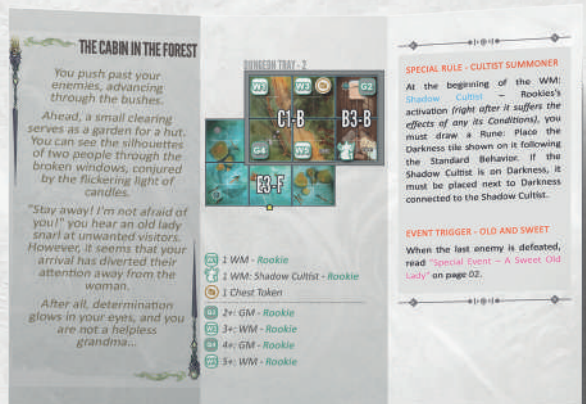 THE CABIN IN THE FOREST
You push past your
enemies, advancing
through the bushes.
Ahead, a small clearing
serves as a garden for a hut.
You can see the silhouettes
of two people through the
broken windows, conjured
by the flickering light of
candles.
"Stay away! I'm not afraid of
you!" you hear an old lady
snarl at unwanted visitors.
However, it seems that your
arrival has diverted their
attention away from the
woman.
After all, determination
glows in your eyes, and you
are not a helpless
grandma...
DUNGEON TRAY - 2
W1
W3
G2
C1-B
B3-B
G4
E3-F
1 WM - Rookie
1 WM: Shadow Cultist - Rookie
1 Chest Token
2+: GM - Rookie
3+: WM - Rookie
4+: GM - Rookie
5+: WM - Rookie
SPECIAL RULE - CULTIST SUMMONER
At the beginning of the WM:
Shadow Cultist – Rookies's
activation (right after it suffers the
effects of any its Conditions), you
must draw a Rune: Place the
Darkness tile shown on it following
the Standard Behavior. If the
Shadow Cultist is on Darkness, it
must be placed next to Darkness
connected to the Shadow Cultist.
EVENT TRIGGER - OLD AND SWEET
When the last enemy is defeated,
read "Special Event – A Sweet Old
Lady" on page 02.